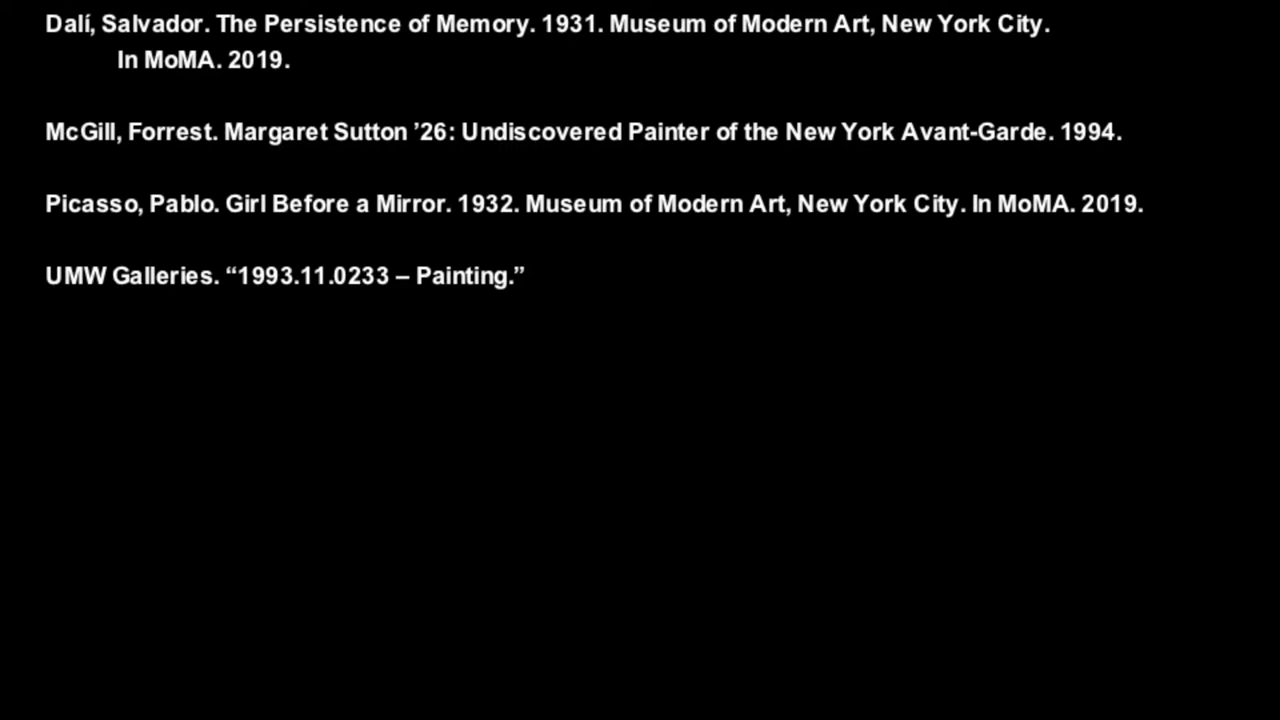 Dalí, Salvador. The Persistence of Memory. 1931. Museum of Modern Art, New York City.
In MoMA. 2019.
McGill, Forrest. Margaret Sutton ’26: Undiscovered Painter of the New York Avant-Garde. 1994.
Picasso, Pablo. Girl Before a Mirror. 1932. Museum of Modern Art, New York City. In MoMA. 2019.
UMW Galleries. “1993.11.0233 – Painting.”